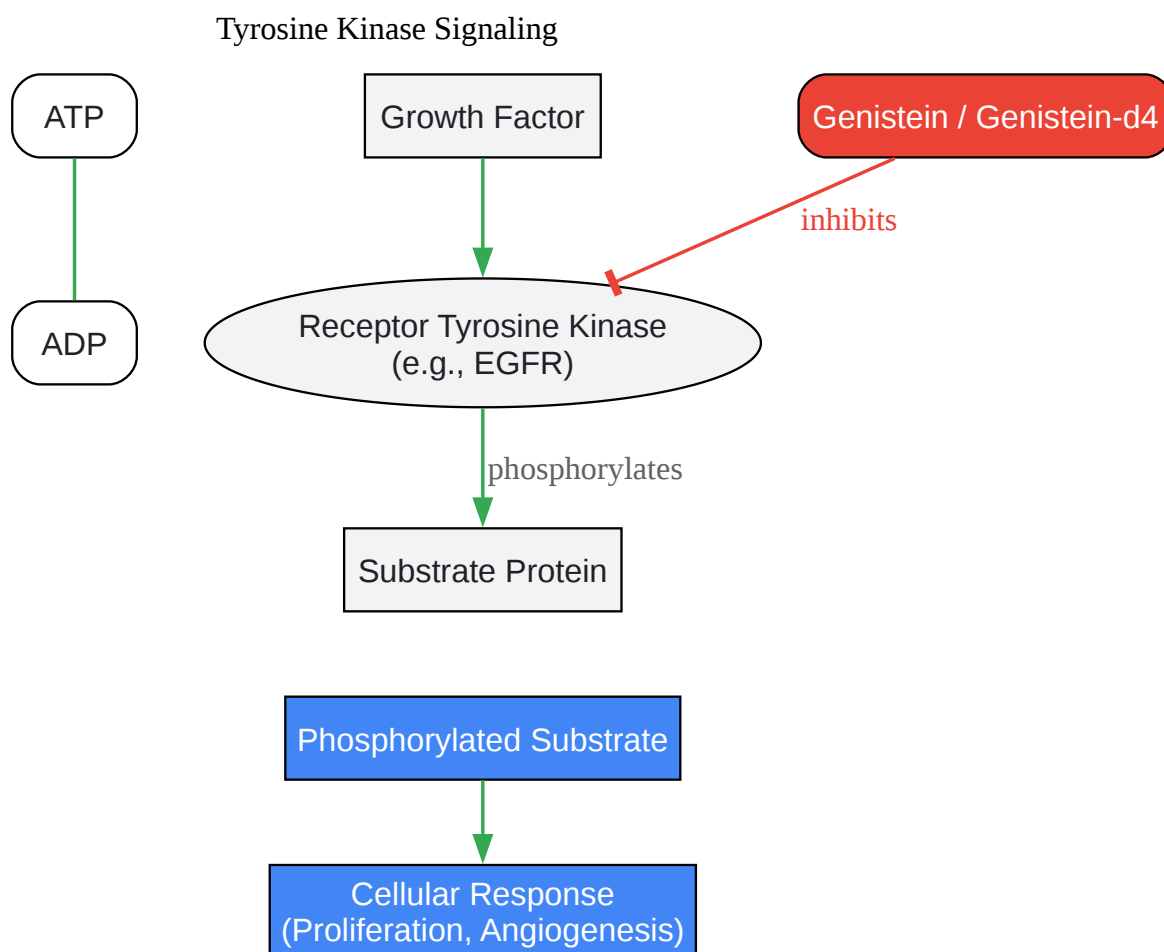 Tyrosine Kinase Signaling
ATP
Growth Factor
Genistein / Genistein-d4
inhibits
ADP
Receptor Tyrosine Kinase
(e.g., EGFR)
phosphorylates
Substrate Protein
Phosphorylated Substrate
Cellular Response
(Proliferation, Angiogenesis)